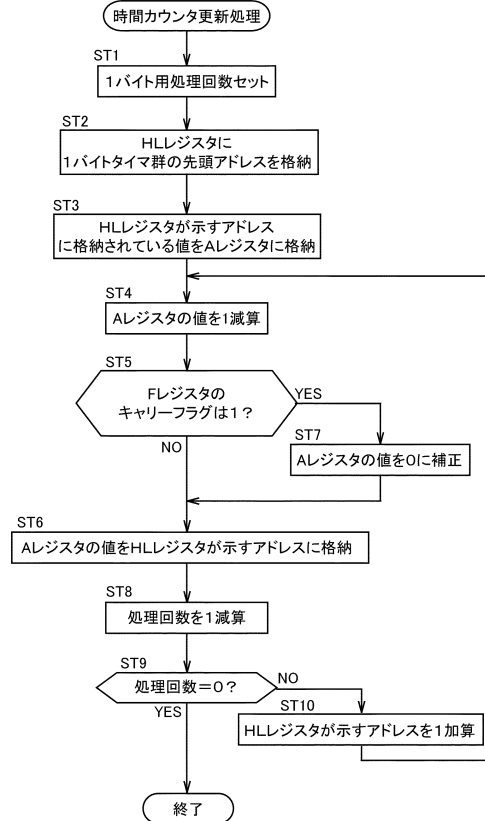 時間カウンタ更新処理
ST1
1バイト用処理回数セット
ST2
HLレジスタに
1バイトタイマ群の先頭アドレスを格納
ST3
HLレジスタが示すアドレス
に格納されている値をAレジスタに格納
ST4
Aレジスタの値を1減算
ST5
Fレジスタの
キャリーフラグは1?
YES
NO
ST7
Aレジスタの値を0に補正
ST6
Aレジスタの値をHLレジスタが示すアドレスに格納
ST8
処理回数を1減算
ST9
処理回数=0?
NO
YES
ST10
HLレジスタが示すアドレスを1加算
終了